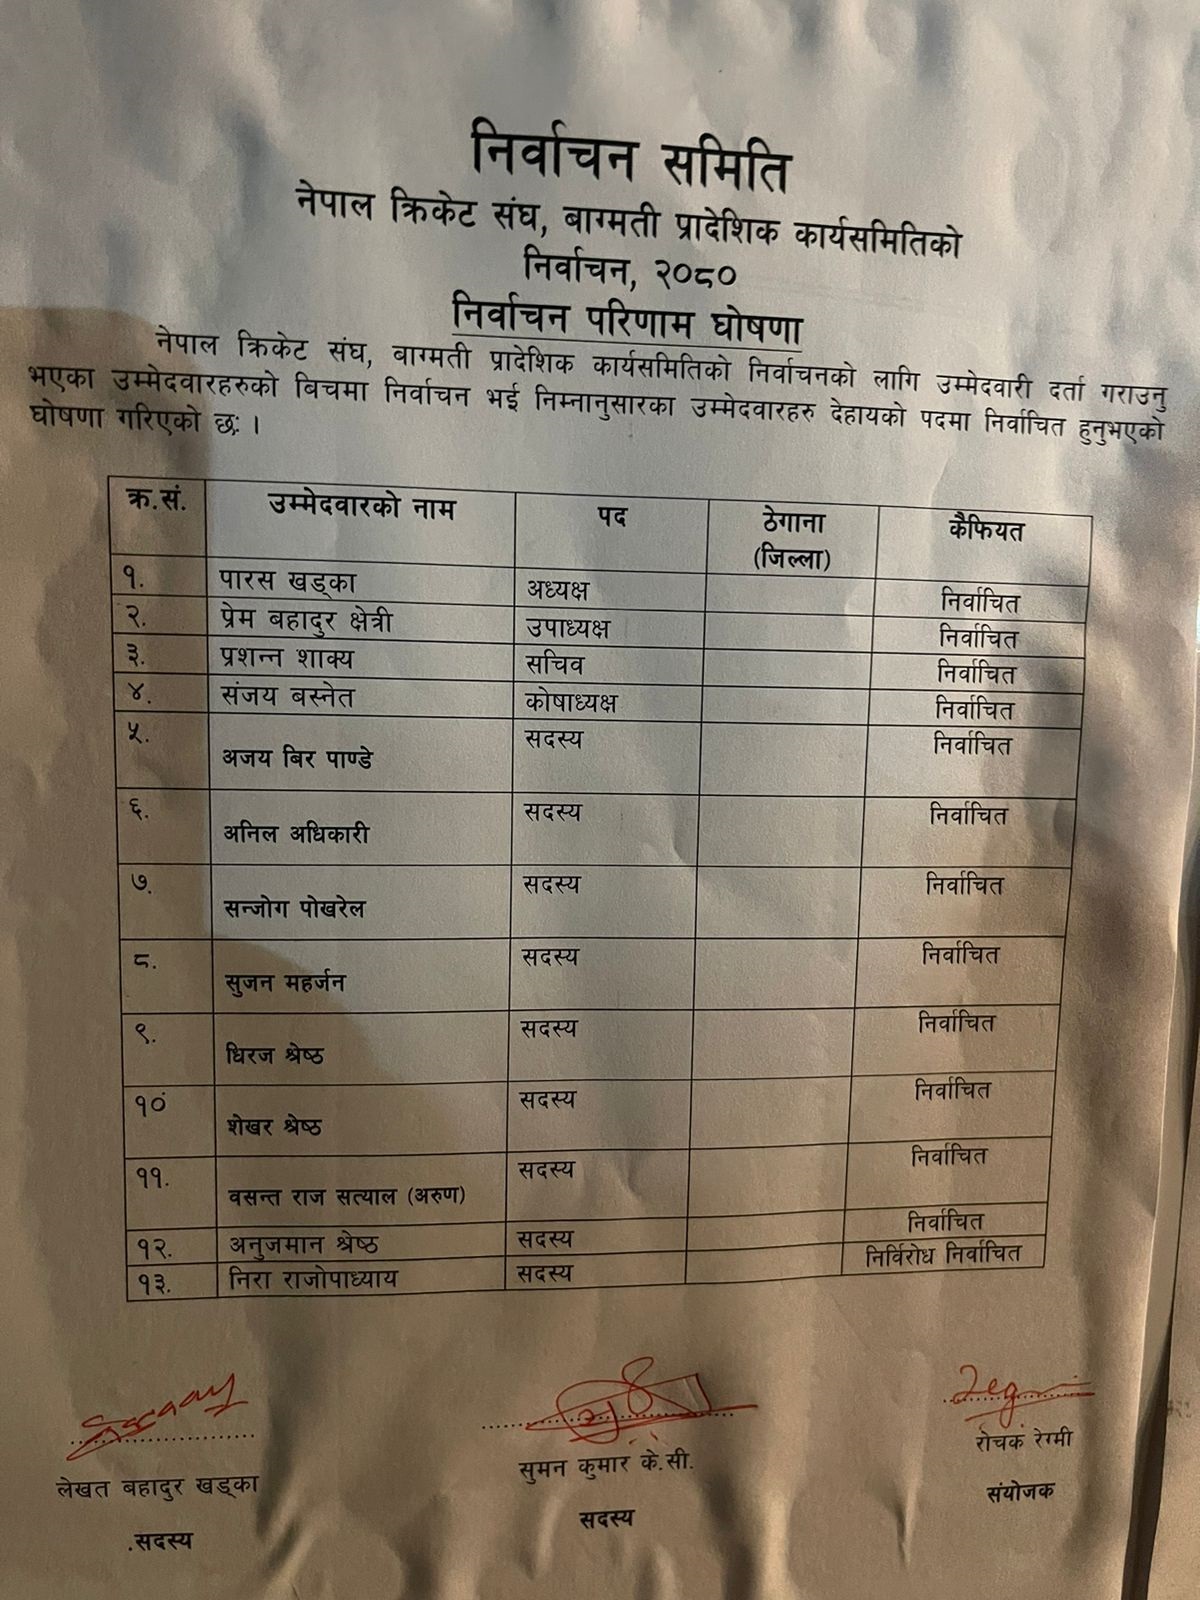 निर्वाचन समिति
नेपाल क्रिकेट संघ, बाग्मती प्रादेशिक कार्यसमितिको
निर्वाचन, २०८०
निर्वाचन परिणाम घोषणा
नेपाल क्रिकेट संघ, बाग्मती प्रादेशिक कार्यसमितिको निर्वाचनको लागि उम्मेदवारी दर्ता गराउनु
भएका उम्मेदवारहरुको बिचमा निर्वाचन भई निम्नानुसारका उम्मेदवारहरु देहायको पदमा निर्वाचित हुनुभएको
घोषणा गरिएको छः ।
क्र.सं. उम्मेदवारको नाम पद ठेगाना (जिल्ला) कैफियत
१. पारस खड्का अध्यक्ष निर्वाचित
२. प्रेम बहादुर क्षेत्री उपाध्यक्ष निर्वाचित
३. प्रशन्न शाक्य सचिव निर्वाचित
४. संजय बस्नेत कोषाध्यक्ष निर्वाचित
५. अजय बिर पाण्डे सदस्य निर्वाचित
६. अनिल अधिकारी सदस्य निर्वाचित
७. सन्जोग पोखरेल सदस्य निर्वाचित
८. सुजन महर्जन सदस्य निर्वाचित
९. धिरज श्रेष्ठ सदस्य निर्वाचित
१० शेखर श्रेष्ठ सदस्य निर्वाचित
११. वसन्त राज सत्याल (अरुण) सदस्य निर्वाचित
१२. अनुजमान श्रेष्ठ सदस्य निर्वाचित
१३. निरा राजोपाध्याय सदस्य निर्विरोध निर्वाचित
लेखत बहादुर खड्का सुमन कुमार के.सी. रोचक रेग्मी
.सदस्य सदस्य संयोजक